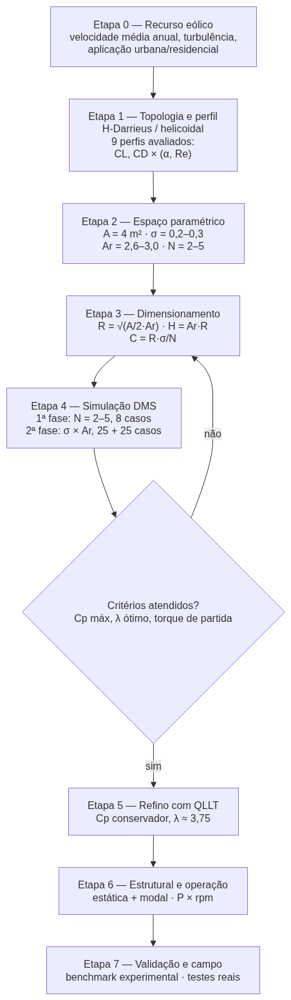 Etapa 0 — Recurso eólico
velocidade média anual, turbulência,
aplicação urbana/residencial
Etapa 1 — Topologia e perfil
H-Darrieus / helicoidal
9 perfis avaliados:
CL, CD × (α, Re)
Etapa 2 — Espaço paramétrico
A = 4 m² · σ = 0,2–0,3
Ar = 2,6–3,0 · N = 2–5
Etapa 3 — Dimensionamento
R = √(A/2·Ar) · H = Ar·R
C = R·σ/N
Etapa 4 — Simulação DMS
1ª fase: N = 2–5, 8 casos
2ª fase: σ × Ar, 25 + 25 casos
não
Critérios atendidos?
Cp máx, λ ótimo, torque de partida
sim
Etapa 5 — Refino com QLLT
Cp conservador, λ ≈ 3,75
Etapa 6 — Estrutural e operação
estática + modal · P × rpm
Etapa 7 — Validação e campo
benchmark experimental · testes reais